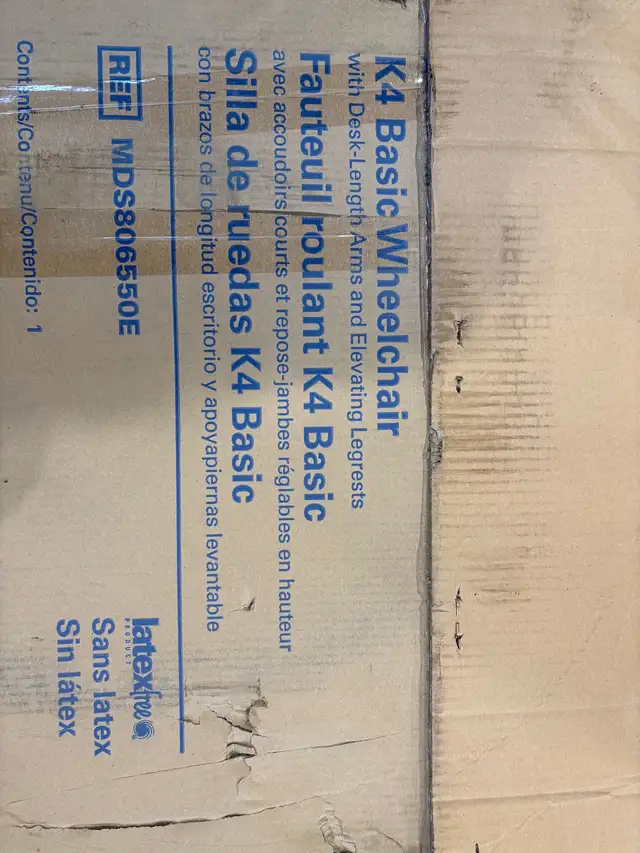 K4 Basic Wheelchair
with Desk-Length Arms and Elevating Legrests
Fauteuil roulant K4 Basic
avec accoudoirs courts et repose-jambes réglables en hauteur
Silla de ruedas K4 Basic
con brazos de longitud escritorio y apoyapiernas levantable
REF MDS806550E
Contents/Contenu/Contenido: 1
latexfree
PRODUCT
Sans latex
Sin látex